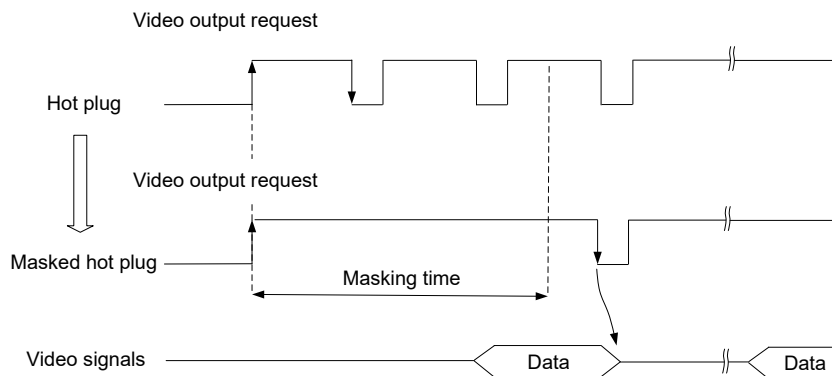 Video output request
Hot plug
Video output request
Masked hot plug
Masking time
Video signals
Data
Data